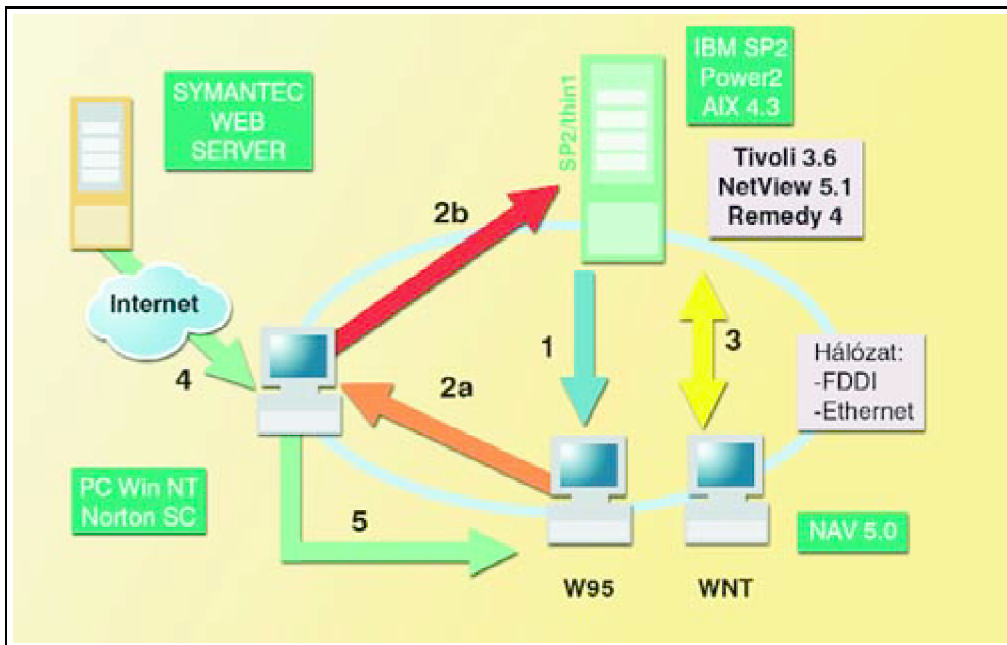 SYMANTEC
WEB
SERVER
SP2/thin1
IBM SP2
Power2
AIX 4.3
Tivoli 3.6
NetView 5.1
Remedy 4
2b
Internet
4
1
3
2a
Hálózat:
-FDDI
-Ethernet
PC Win NT
Norton SC
5
NAV 5.0
W95
WNT